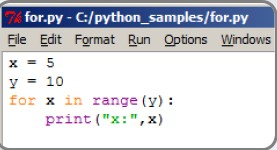 for.py - C:/python_samples/for.py
File Edit Format Run Options Windows
x = 5
y = 10
for x in range(y):
    print("x:",x)